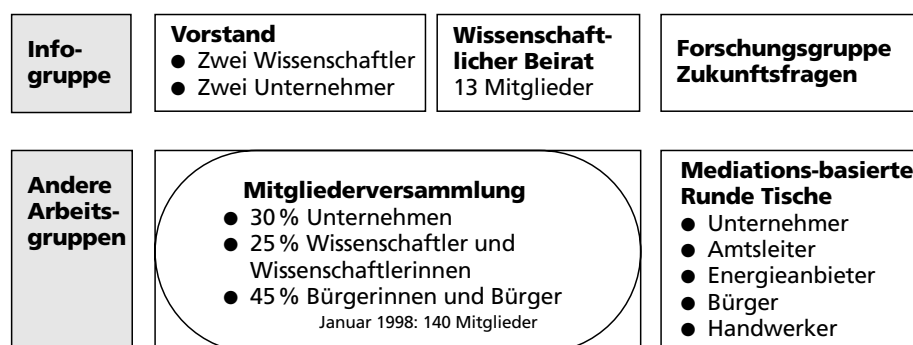 Info-
gruppe
Vorstand
● Zwei Wissenschaftler
● Zwei Unternehmer
Wissenschaft-
licher Beirat
13 Mitglieder
Forschungsgruppe
Zukunftsfragen
Andere
Arbeits-
gruppen
Mitgliederversammlung
● 30 % Unternehmen
● 25 % Wissenschaftler und
Wissenschaftlerinnen
● 45 % Bürgerinnen und Bürger
Januar 1998: 140 Mitglieder
Mediations-basierte
Runde Tische
● Unternehmer
● Amtsleiter
● Energieanbieter
● Bürger
● Handwerker